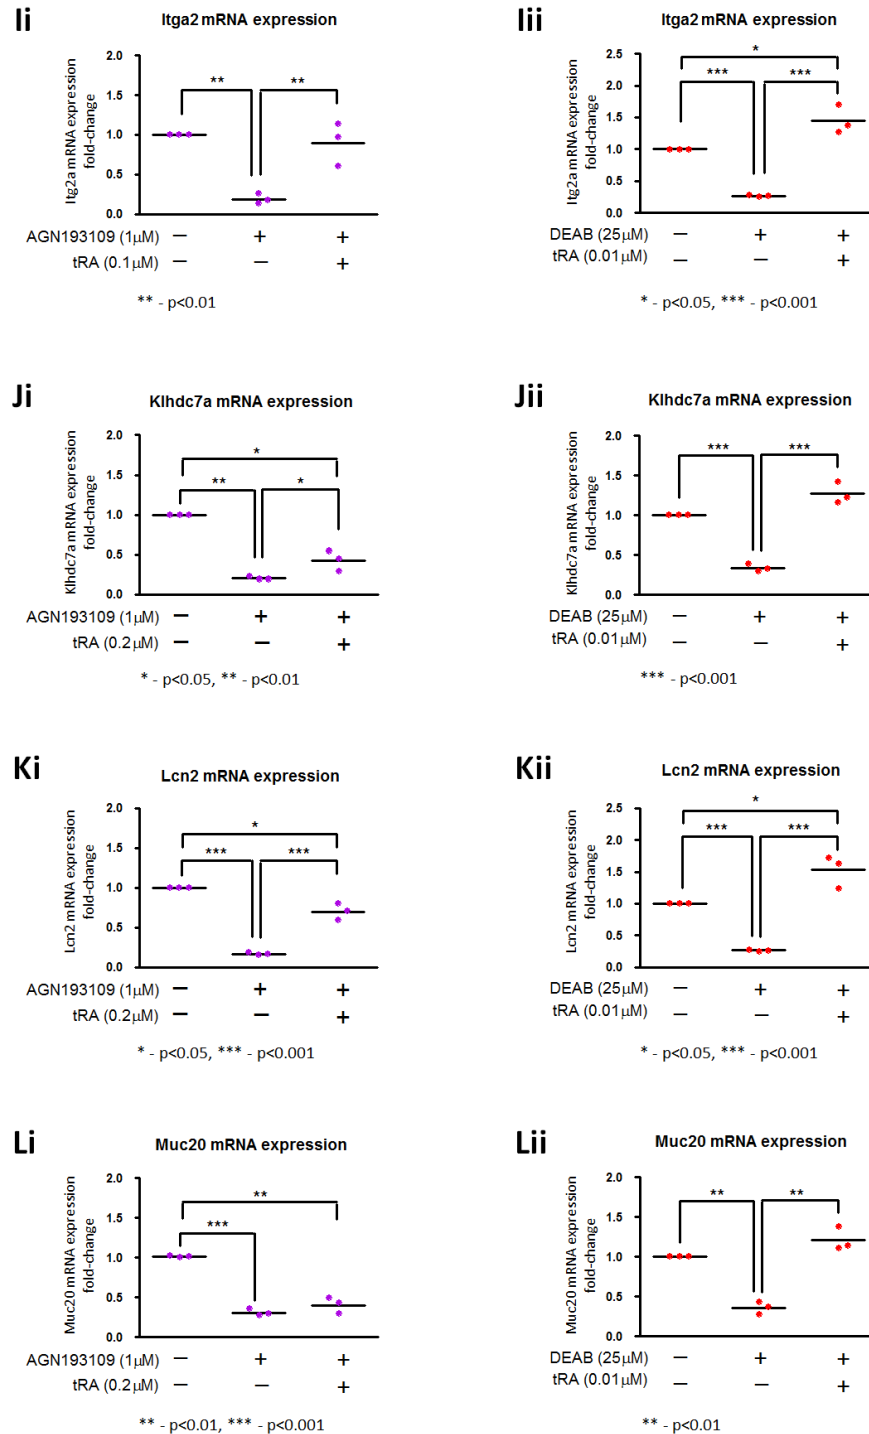 Ii
Itga2 mRNA expression
Itg2a mRNA expression
fold-change
2.0
1.5
1.0
0.5
0.0
** **
AGN193109 (1μM) — + +
tRA (0.1μM) — — +
** - p<0.01
Iii
Itga2 mRNA expression
Itg2a mRNA expression
fold-change
2.5
2.0
1.5
1.0
0.5
0.0
*
*** ***
DEAB (25μM) — + +
tRA (0.01μM) — — +
* - p<0.05, *** - p<0.001
Ji
Klhdc7a mRNA expression
Klhdc7a mRNA expression
fold-change
2.0
1.5
1.0
0.5
0.0
*
** *
AGN193109 (1μM) — + +
tRA (0.2μM) — — +
* - p<0.05, ** - p<0.01
Jii
Klhdc7a mRNA expression
Klhdc7a mRNA expression
fold-change
2.0
1.5
1.0
0.5
0.0
*** ***
DEAB (25μM) — + +
tRA (0.01μM) — — +
*** - p<0.001
Ki
Lcn2 mRNA expression
Lcn2 mRNA expression
fold-change
2.0
1.5
1.0
0.5
0.0
*
*** ***
AGN193109 (1μM) — + +
tRA (0.2μM) — — +
* - p<0.05, *** - p<0.001
Kii
Lcn2 mRNA expression
Lcn2 mRNA expression
fold-change
2.5
2.0
1.5
1.0
0.5
0.0
*
*** ***
DEAB (25μM) — + +
tRA (0.01μM) — — +
* - p<0.05, *** - p<0.001
Li
Muc20 mRNA expression
Muc20 mRNA expression
fold-change
2.0
1.5
1.0
0.5
0.0
**
***
AGN193109 (1μM) — + +
tRA (0.2μM) — — +
** - p<0.01, *** - p<0.001
Lii
Muc20 mRNA expression
Muc20 mRNA expression
fold-change
2.0
1.5
1.0
0.5
0.0
** **
DEAB (25μM) — + +
tRA (0.01μM) — — +
** - p<0.01